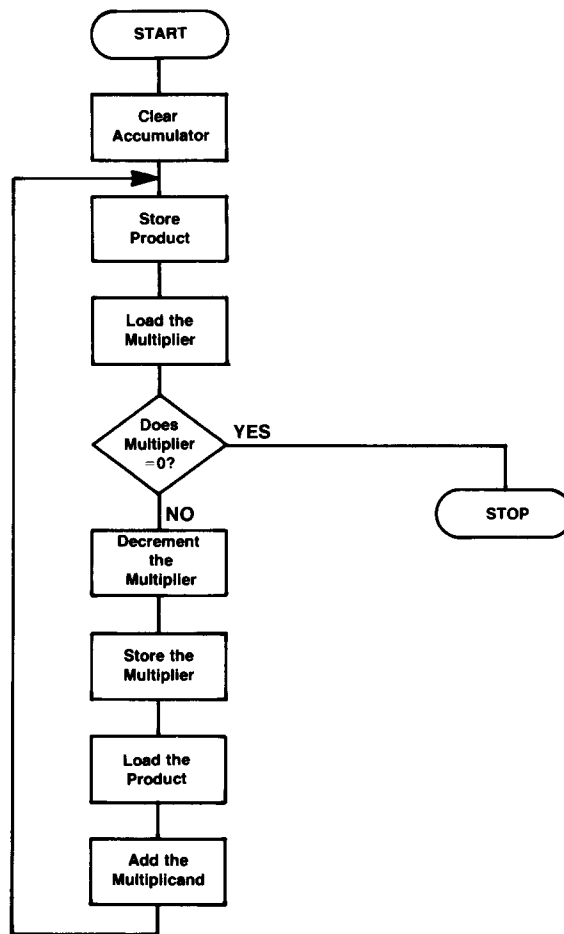 START
Clear
Accumulator
Store
Product
Load the
Multiplier
Does
Multiplier
=0?
YES
NO
STOP
Decrement
the
Multiplier
Store the
Multiplier
Load the
Product
Add the
Multiplicand